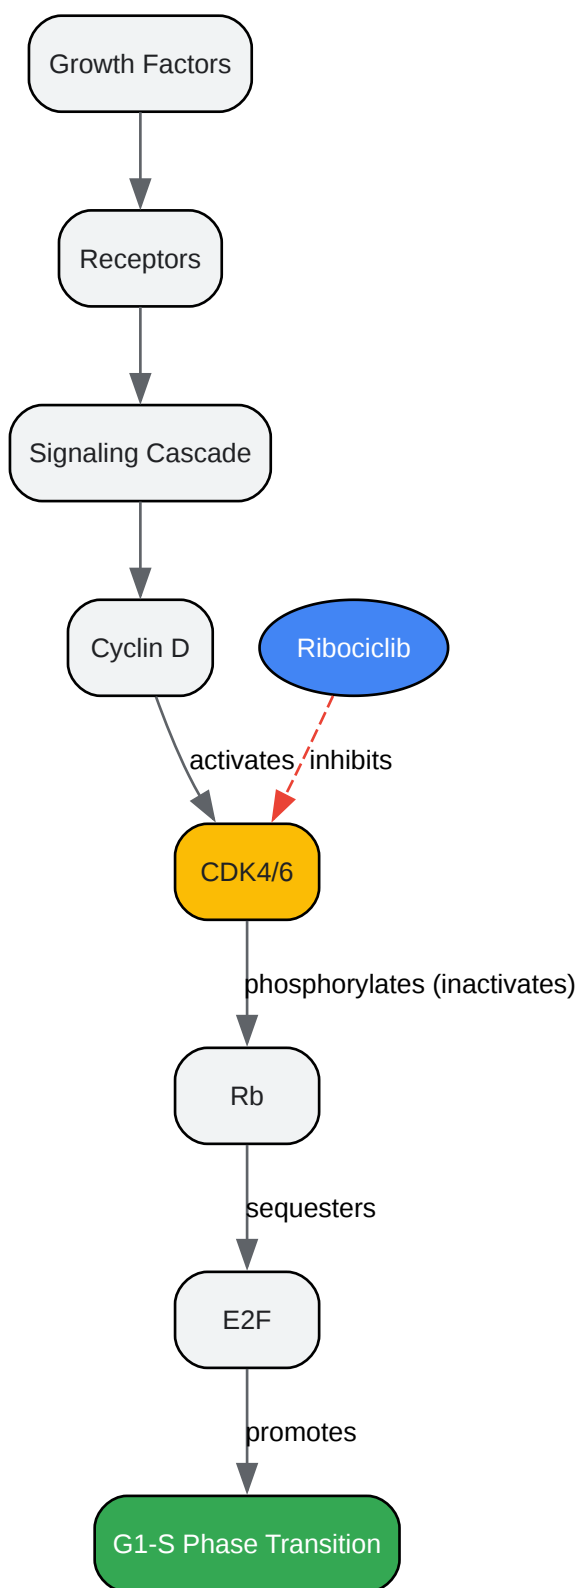 Growth Factors
Receptors
Signaling Cascade
Cyclin D
Ribociclib
activates
inhibits
CDK4/6
phosphorylates (inactivates)
Rb
sequesters
E2F
promotes
G1-S Phase Transition